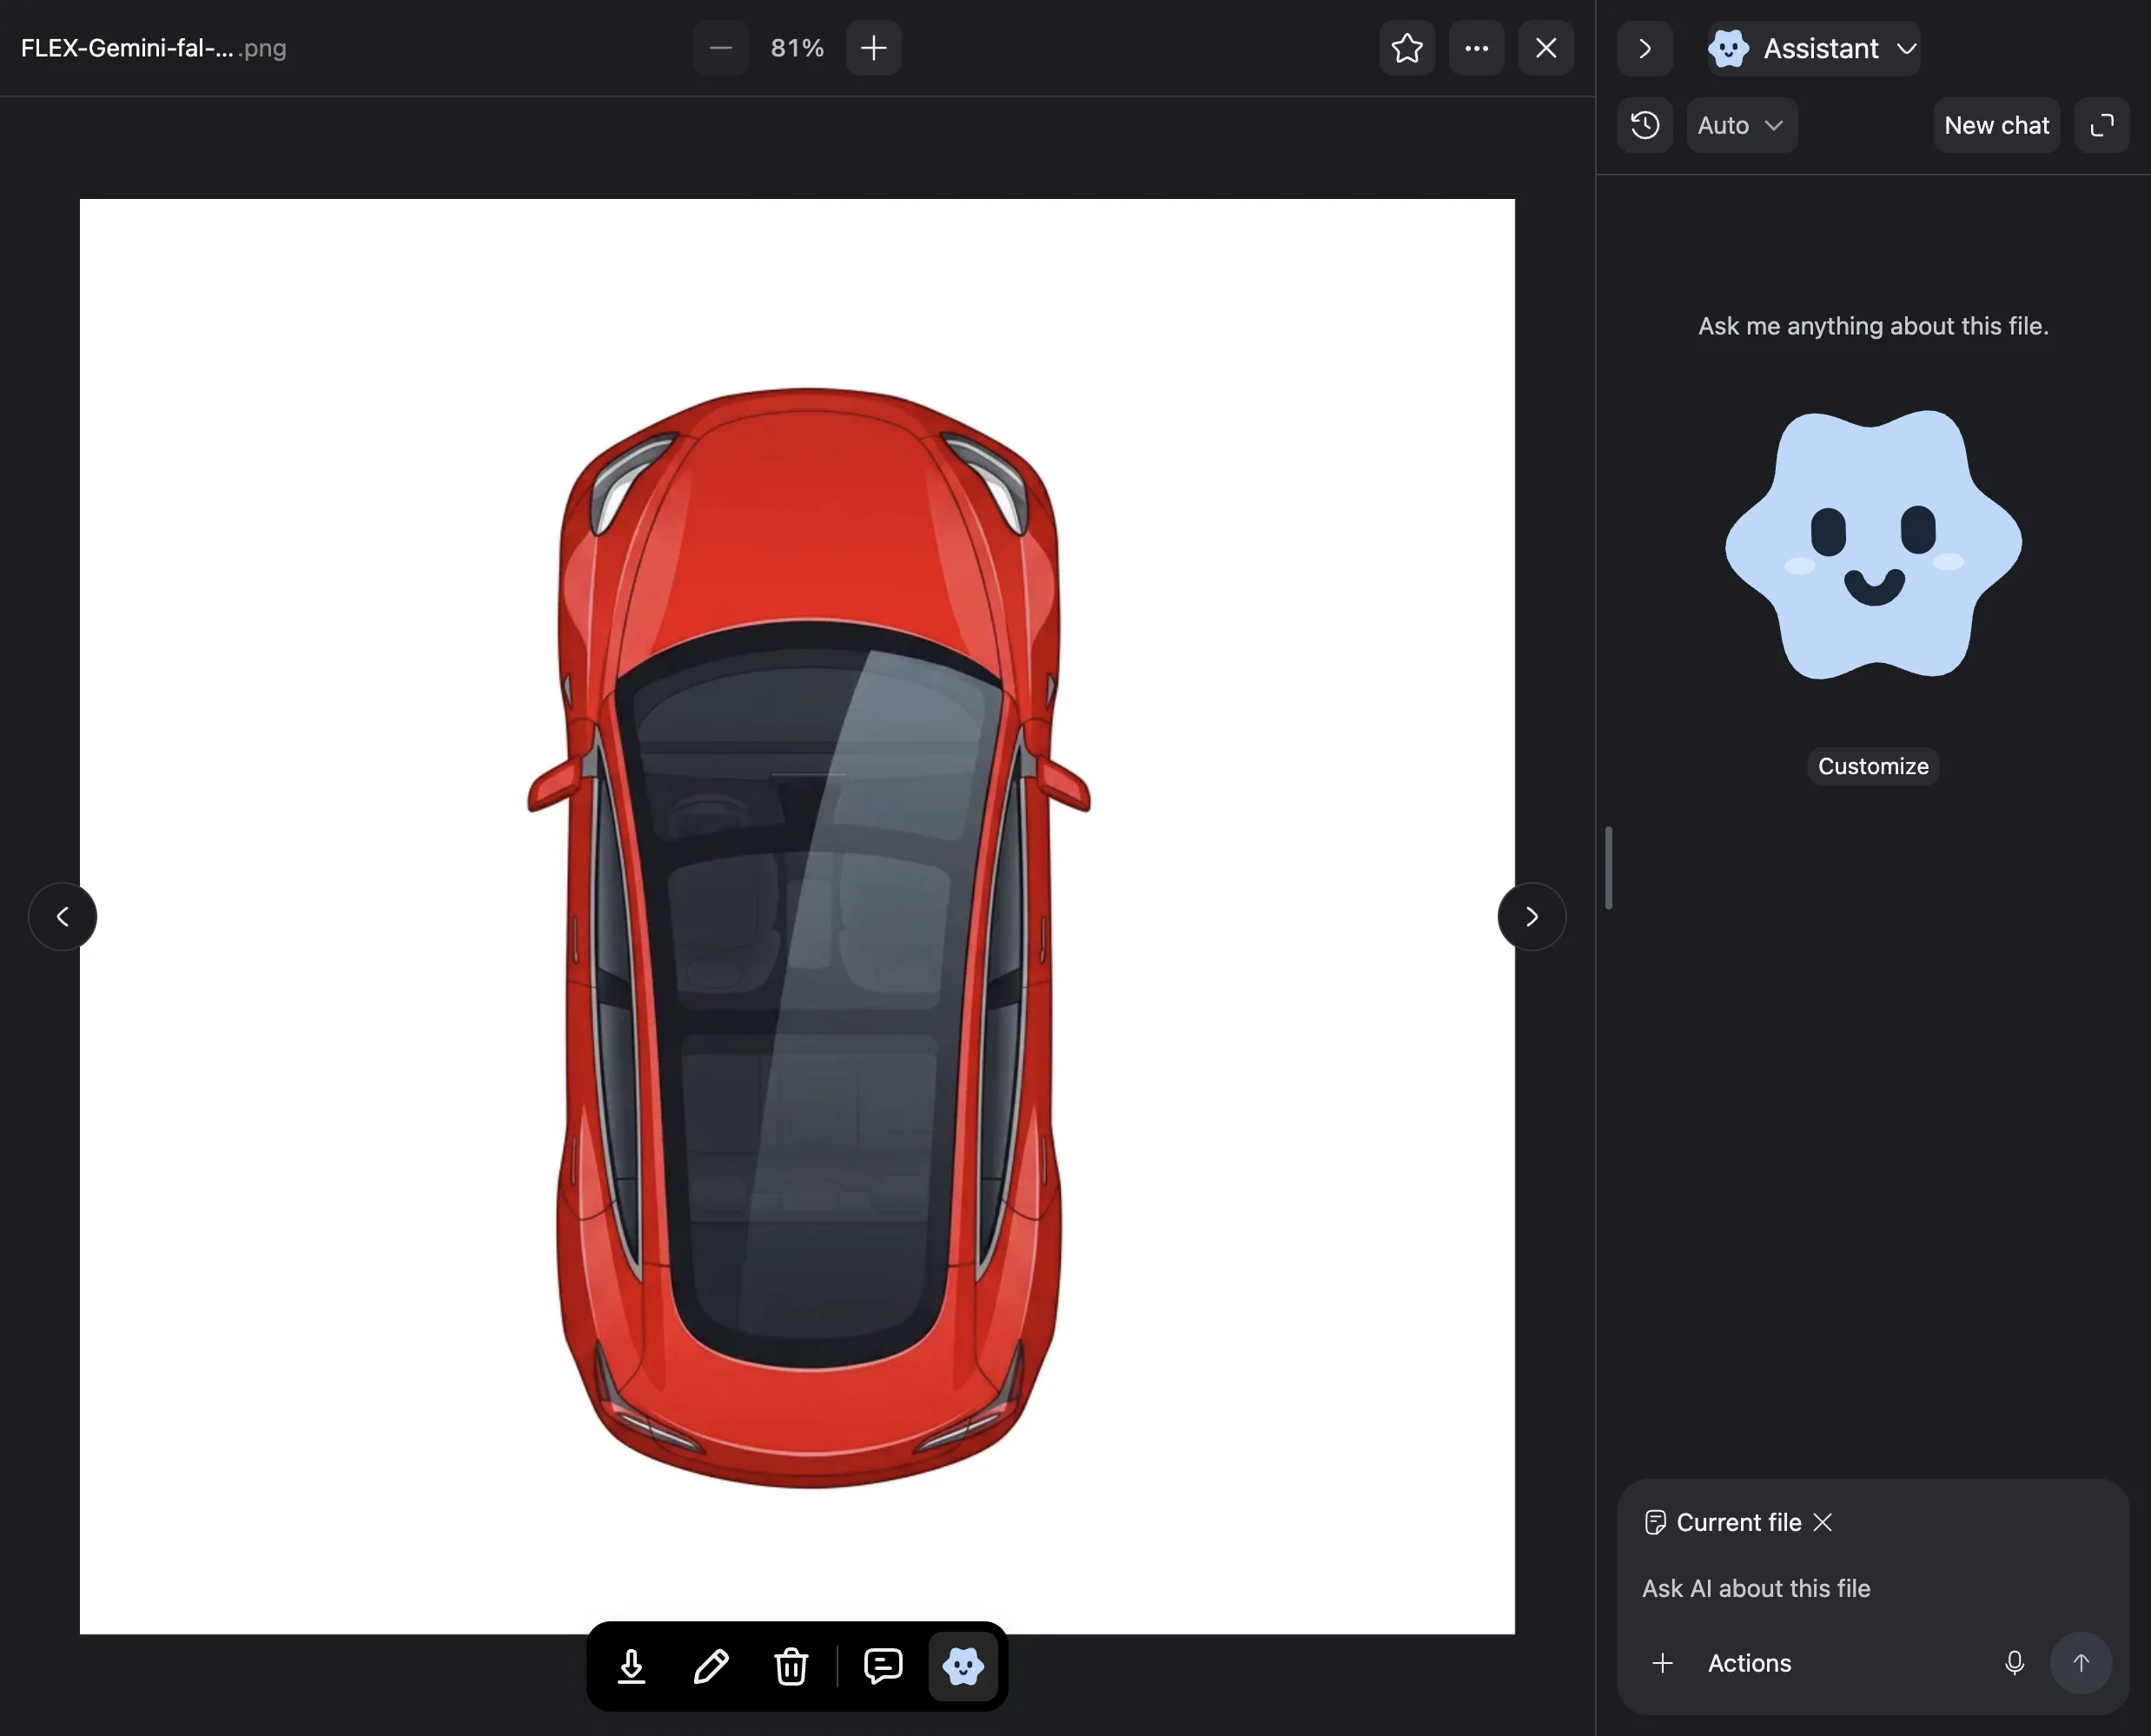 FLEX-Gemini-fal-... .png
81%
Assistant
Auto
New chat
Ask me anything about this file.
Customize
Current file
Ask AI about this file
Actions